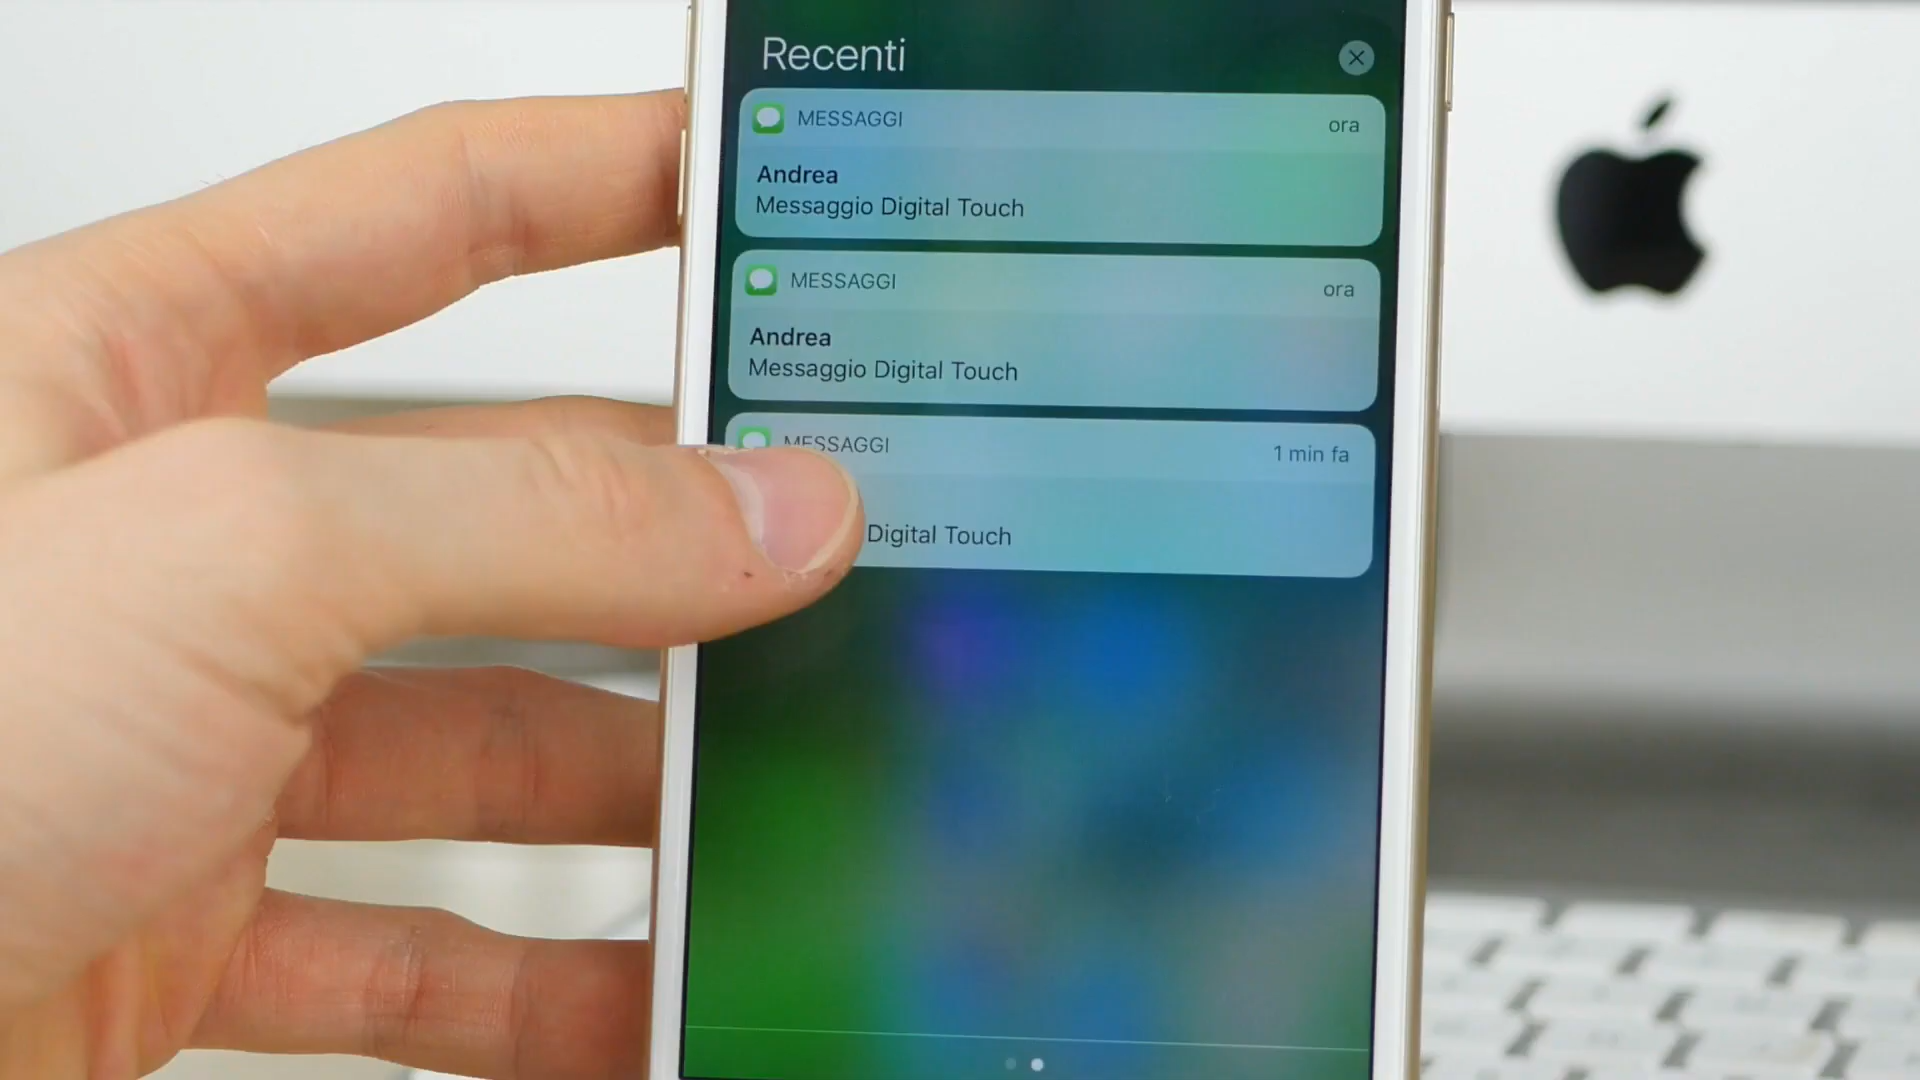 Recenti
MESSAGGI
ora
Andrea
Messaggio Digital Touch
MESSAGGI
ora
Andrea
Messaggio Digital Touch
MESSAGGI
1 min fa
Digital Touch